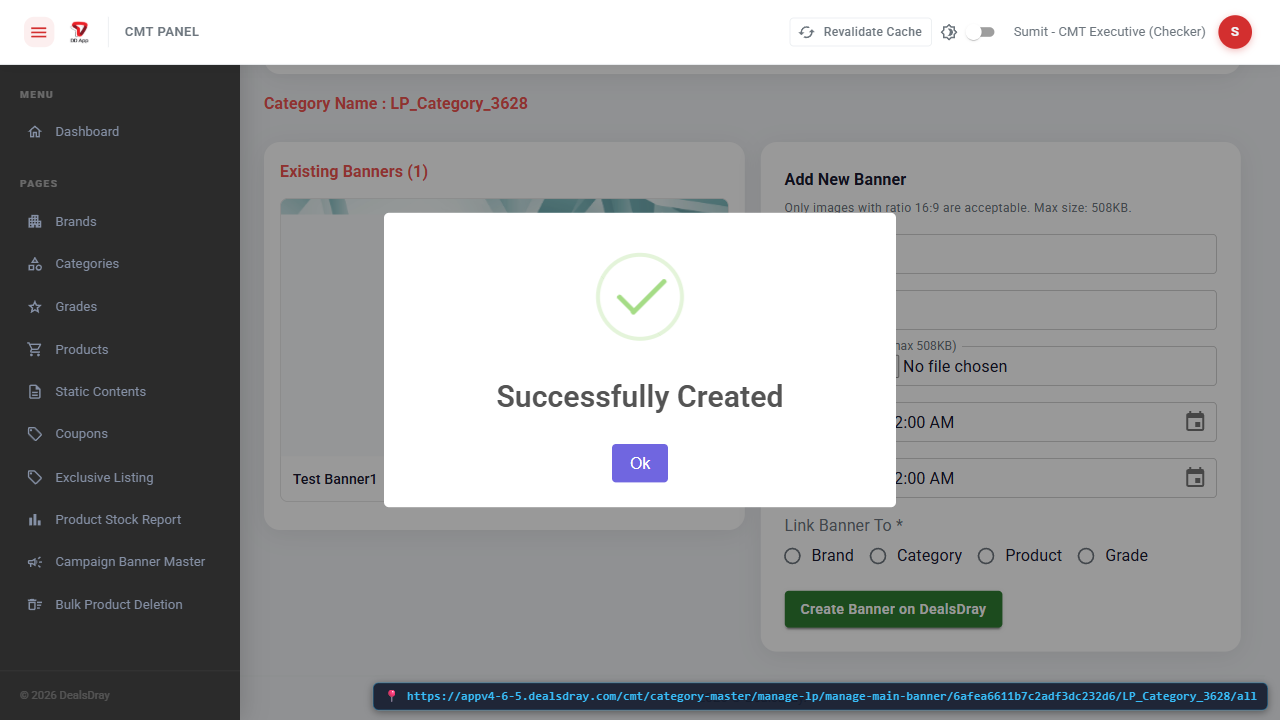 DD App
CMT PANEL
Revalidate Cache
Sumit - CMT Executive (Checker)
S
MENU
Dashboard
PAGES
Brands
Categories
Grades
Products
Static Contents
Coupons
Exclusive Listing
Product Stock Report
Campaign Banner Master
Bulk Product Deletion
© 2026 DealsDray
Category Name : LP_Category_3628
Existing Banners (1)
Test Banner1
Add New Banner
Only images with ratio 16:9 are acceptable. Max size: 508KB.
max 508KB)
No file chosen
2:00 AM
2:00 AM
Link Banner To *
Brand
Category
Product
Grade
Create Banner on DealsDray
Successfully Created
Ok
https://appv4-6-5.dealsdray.com/cmt/category-master/manage-lp/manage-main-banner/6afea6611b7c2adf3dc232d6/LP_Category_3628/all